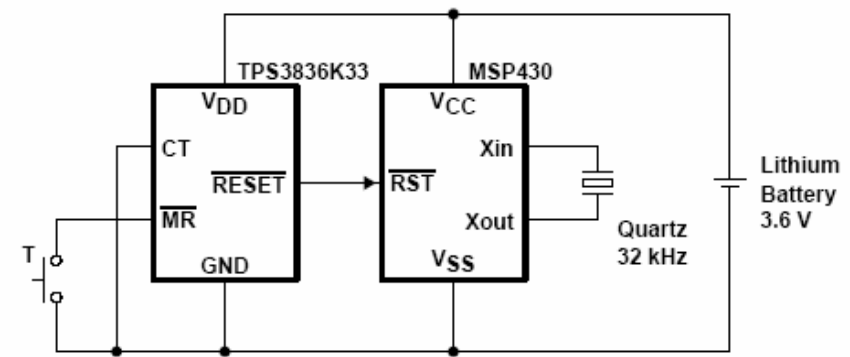 TPS3836K33
MSP430
VDD
VCC
CT
Xin
RESET
RST
MR
Xout
T
GND
VSS
Quartz
32 kHz
Lithium
Battery
3.6 V